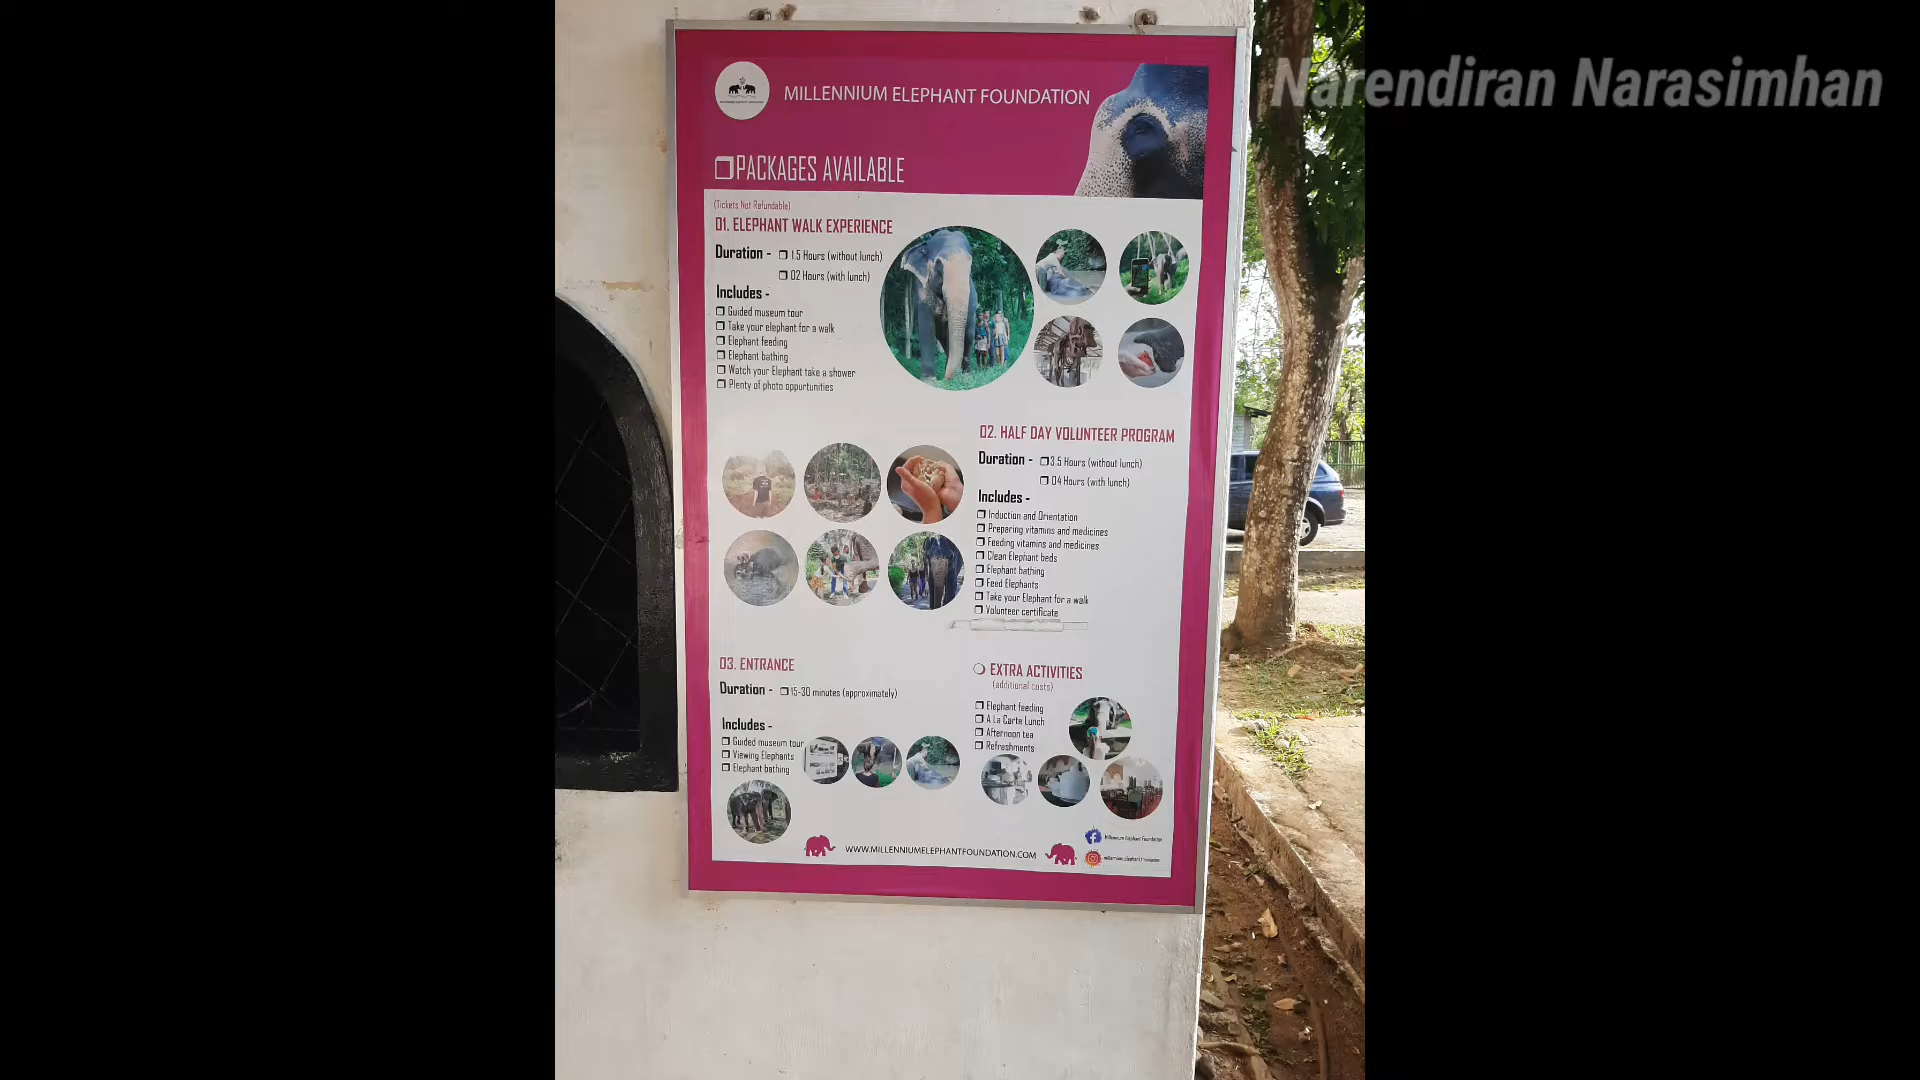 Narendiran Narasimhan
MILLENNIUM ELEPHANT FOUNDATION
PACKAGES AVAILABLE
(Tickets Not Refundable)
01. ELEPHANT WALK EXPERIENCE
Duration - 1.5 Hours (without lunch)
02 Hours (with lunch)
Includes -
Guided museum tour
Take your elephant for a walk
Elephant feeding
Elephant bathing
Watch your Elephant take a shower
Plenty of photo oppurtunities
02. HALF DAY VOLUNTEER PROGRAM
Duration - 3.5 Hours (without lunch)
04 Hours (with lunch)
Includes -
Induction and Orientation
Preparing vitamins and medicines
Feeding vitamins and medicines
Clean Elephant beds
Elephant bathing
Feed Elephants
Take your Elephant for a walk
Volunteer certificate
03. ENTRANCE
Duration - 15-30 minutes (approximately)
Includes -
Guided museum tour
Viewing Elephants
Elephant bathing
EXTRA ACTIVITIES
(additional costs)
Elephant feeding
A La Carte Lunch
Afternoon tea
Refreshments
WWW.MILLENNIUMELEPHANTFOUNDATION.COM
Millennium Elephant Foundation